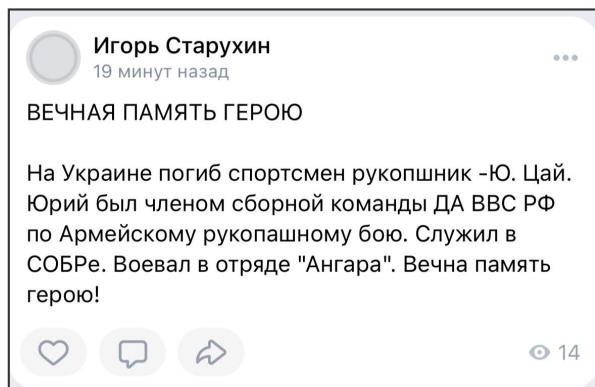 Игорь Старухин
19 минут назад
ВЕЧНАЯ ПАМЯТЬ ГЕРОЮ
На Украине погиб спортсмен рукопшник -Ю. Цай.
Юрий был членом сборной команды ДА ВВС РФ
по Армейскому рукопашному бою. Служил в
СОБРе. Воевал в отряде "Ангара". Вечна память
герою!
14